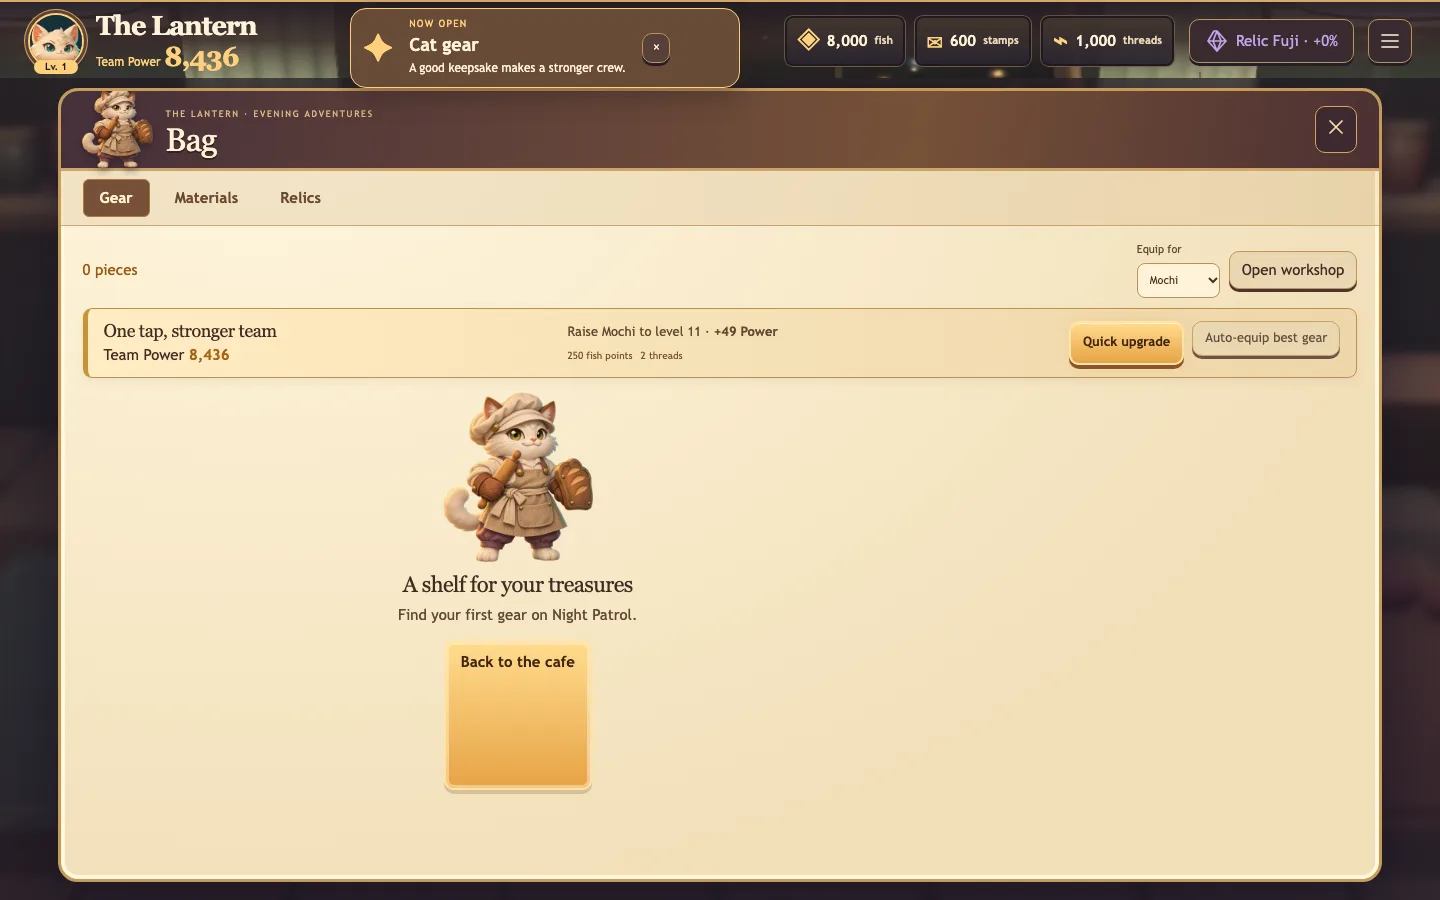 The Lantern
Team Power 8,436
Lv. 1
NOW OPEN
Cat gear
A good keepsake makes a stronger crew.
×
8,000 fish
600 stamps
1,000 threads
Relic Fuji · +0%
THE LANTERN · EVENING ADVENTURES
Bag
Gear
Materials
Relics
0 pieces
Equip for
Mochi
Open workshop
One tap, stronger team
Team Power 8,436
Raise Mochi to level 11 · +49 Power
250 fish points 2 threads
Quick upgrade
Auto-equip best gear
A shelf for your treasures
Find your first gear on Night Patrol.
Back to the cafe